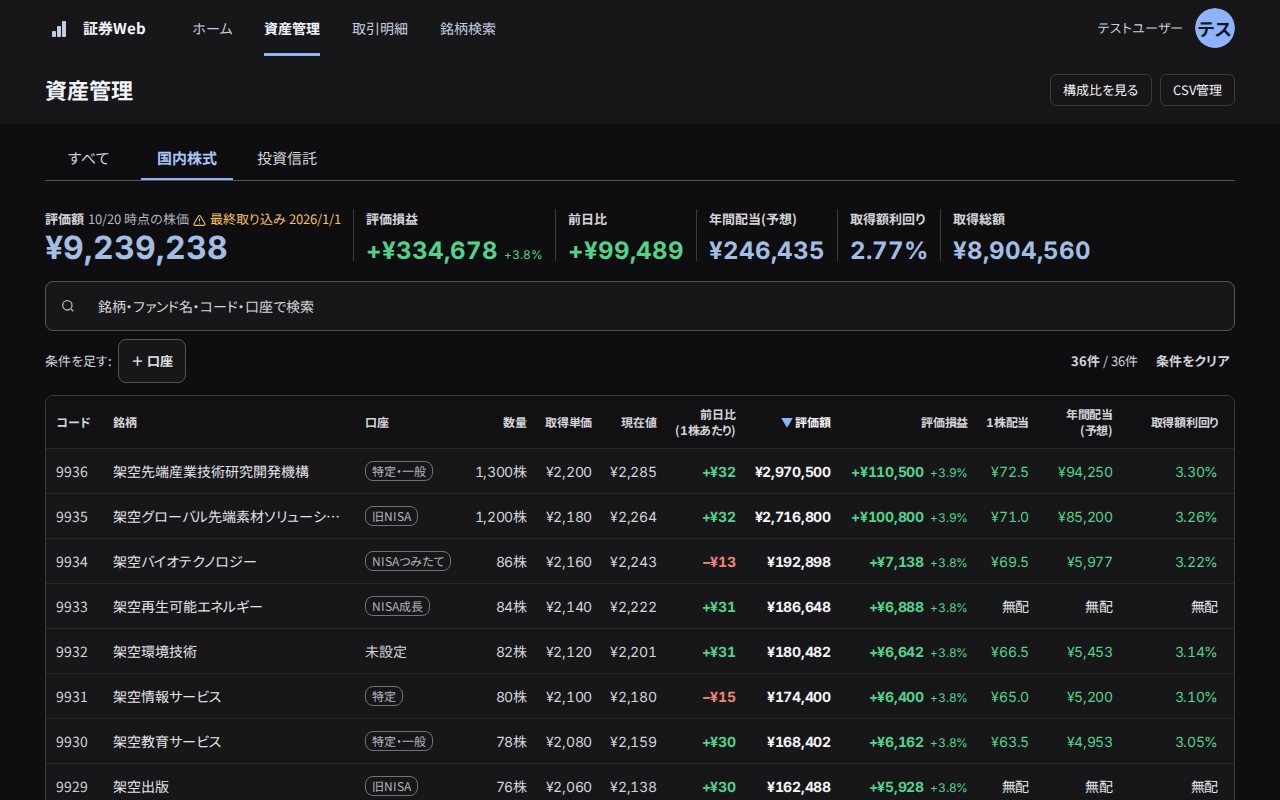 証券Web ホーム 資産管理 取引明細 銘柄検索 テストユーザー テス
資産管理 構成比を見る CSV管理
すべて 国内株式 投資信託
評価額 10/20 時点の株価 最終取り込み 2026/1/1 評価損益 前日比 年間配当(予想) 取得額利回り 取得総額
¥9,239,238 +¥334,678 +3.8% +¥99,489 ¥246,435 2.77% ¥8,904,560
銘柄・ファンド名・コード・口座で検索
条件を足す: + 口座 36件 / 36件 条件をクリア
コード 銘柄 口座 数量 取得単価 現在値 前日比 (1株あたり) ▼評価額 評価損益 1株配当 年間配当 (予想) 取得額利回り
9936 架空先端産業技術研究開発機構 特定・一般 1,300株 ¥2,200 ¥2,285 +¥32 ¥2,970,500 +¥110,500 +3.9% ¥72.5 ¥94,250 3.30%
9935 架空グローバル先端素材ソリューシ… 旧NISA 1,200株 ¥2,180 ¥2,264 +¥32 ¥2,716,800 +¥100,800 +3.9% ¥71.0 ¥85,200 3.26%
9934 架空バイオテクノロジー NISAつみたて 86株 ¥2,160 ¥2,243 −¥13 ¥192,898 +¥7,138 +3.8% ¥69.5 ¥5,977 3.22%
9933 架空再生可能エネルギー NISA成長 84株 ¥2,140 ¥2,222 +¥31 ¥186,648 +¥6,888 +3.8% 無配 無配 無配
9932 架空環境技術 未設定 82株 ¥2,120 ¥2,201 +¥31 ¥180,482 +¥6,642 +3.8% ¥66.5 ¥5,453 3.14%
9931 架空情報サービス 特定 80株 ¥2,100 ¥2,180 −¥15 ¥174,400 +¥6,400 +3.8% ¥65.0 ¥5,200 3.10%
9930 架空教育サービス 特定・一般 78株 ¥2,080 ¥2,159 +¥30 ¥168,402 +¥6,162 +3.8% ¥63.5 ¥4,953 3.05%
9929 架空出版 旧NISA 76株 ¥2,060 ¥2,138 +¥30 ¥162,488 +¥5,928 +3.8% 無配 無配 無配